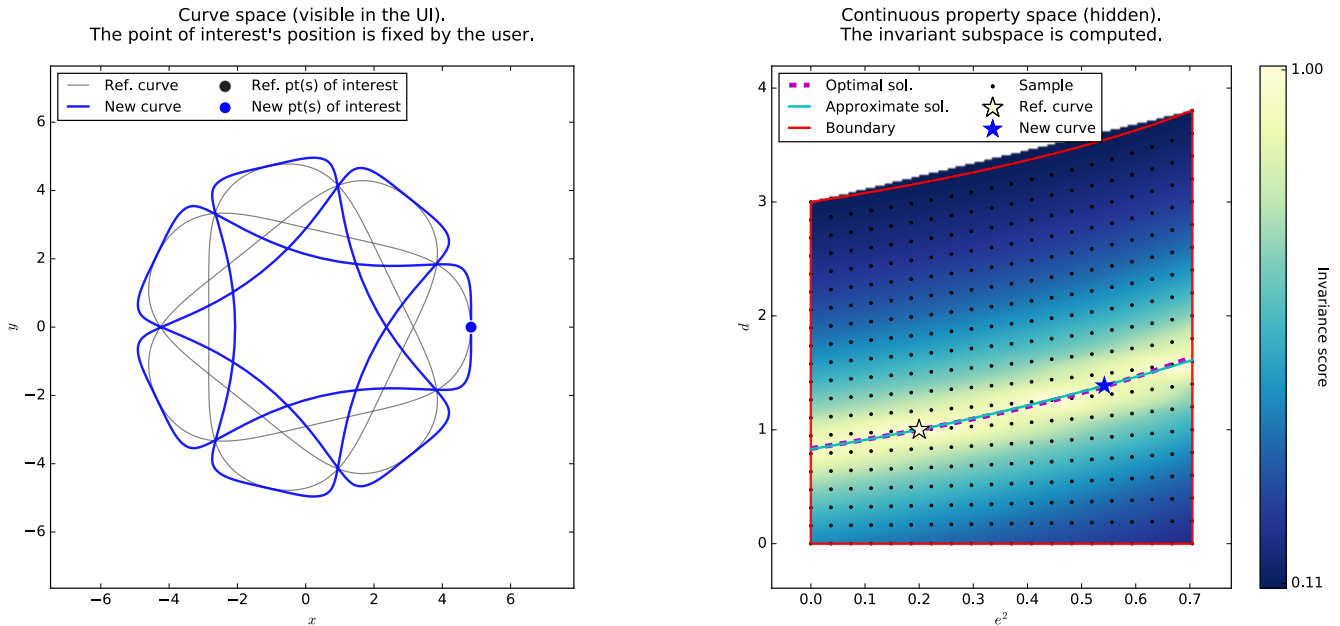 Curve space (visible in the UI).
The point of interest's position is fixed by the user.
Ref. curve
New curve
Ref. pt(s) of interest
New pt(s) of interest
6
4
2
0
−2
−4
−6
y
−6
−4
−2
0
2
4
6
x
Continuous property space (hidden).
The invariant subspace is computed.
Optimal sol.
Approximate sol.
Boundary
Sample
Ref. curve
New curve
4
3
2
1
0
d
0.0
0.1
0.2
0.3
0.4
0.5
0.6
0.7
e²
1.00
0.11
Invariance score